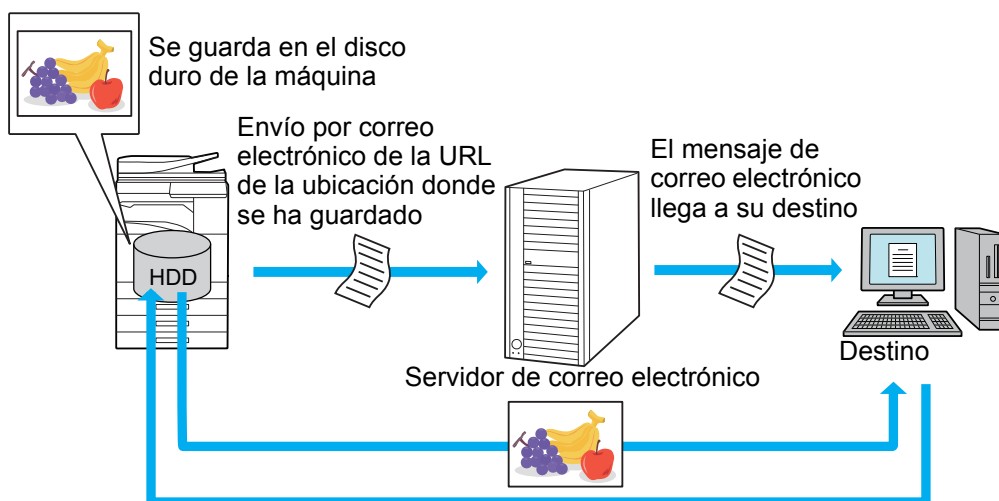 Se guarda en el disco
duro de la máquina
Envío por correo
electrónico de la URL
de la ubicación donde
se ha guardado
El mensaje de
correo electrónico
llega a su destino
HDD
Destino
Servidor de correo electrónico